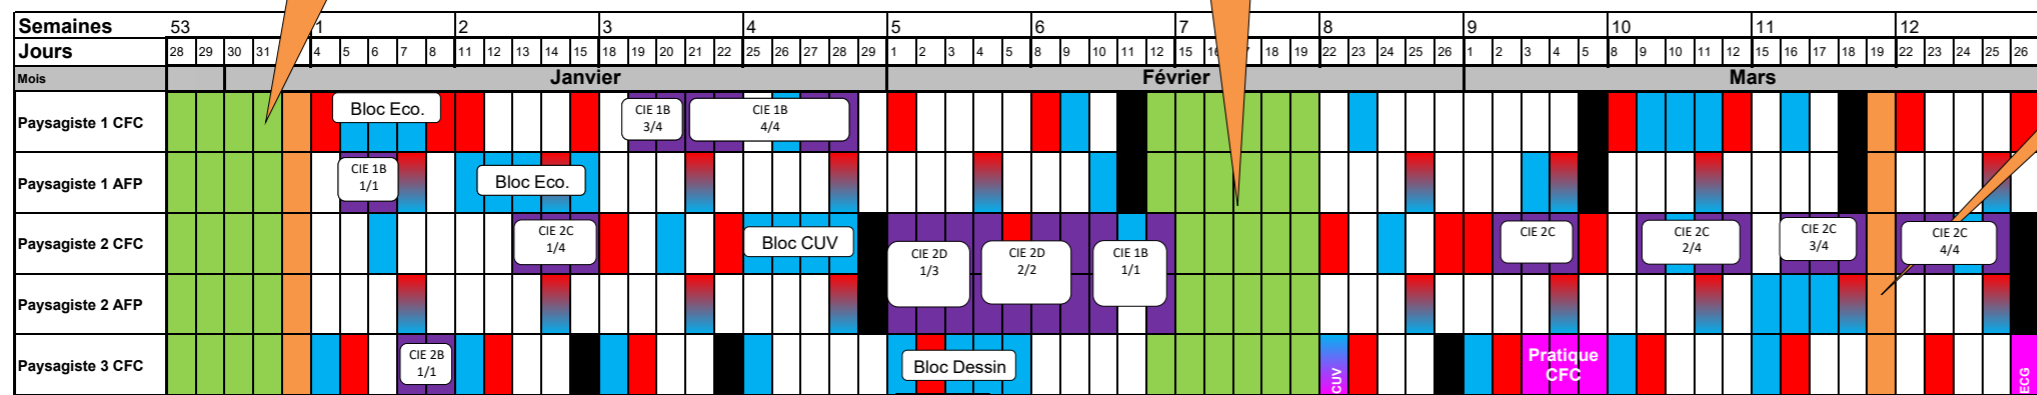 Semaines 53 1 2 3 4 5 6 7 8 9 10 11 12
Jours 28 29 30 31 4 5 6 7 8 11 12 13 14 15 18 19 20 21 22 25 26 27 28 29 1 2 3 4 5 8 9 10 11 12 15 16 18 19 22 23 24 25 26 1 2 3 4 5 8 9 10 11 12 15 16 17 18 19 22 23 24 25 26
Mois Janvier Février Mars
Paysagiste 1 CFC
Bloc Eco.
CIE 1B
3/4
CIE 1B
4/4
Paysagiste 1 AFP
CIE 1B
1/1
Bloc Eco.
Paysagiste 2 CFC
CIE 2C
1/4
Bloc CUV
CIE 2D
1/3
CIE 2D
2/2
CIE 1B
1/1
CIE 2C
CIE 2C
2/4
CIE 2C
3/4
CIE 2C
4/4
Paysagiste 2 AFP
Paysagiste 3 CFC
CIE 2B
1/1
Bloc Dessin
CUV
Pratique
CFC
ECG